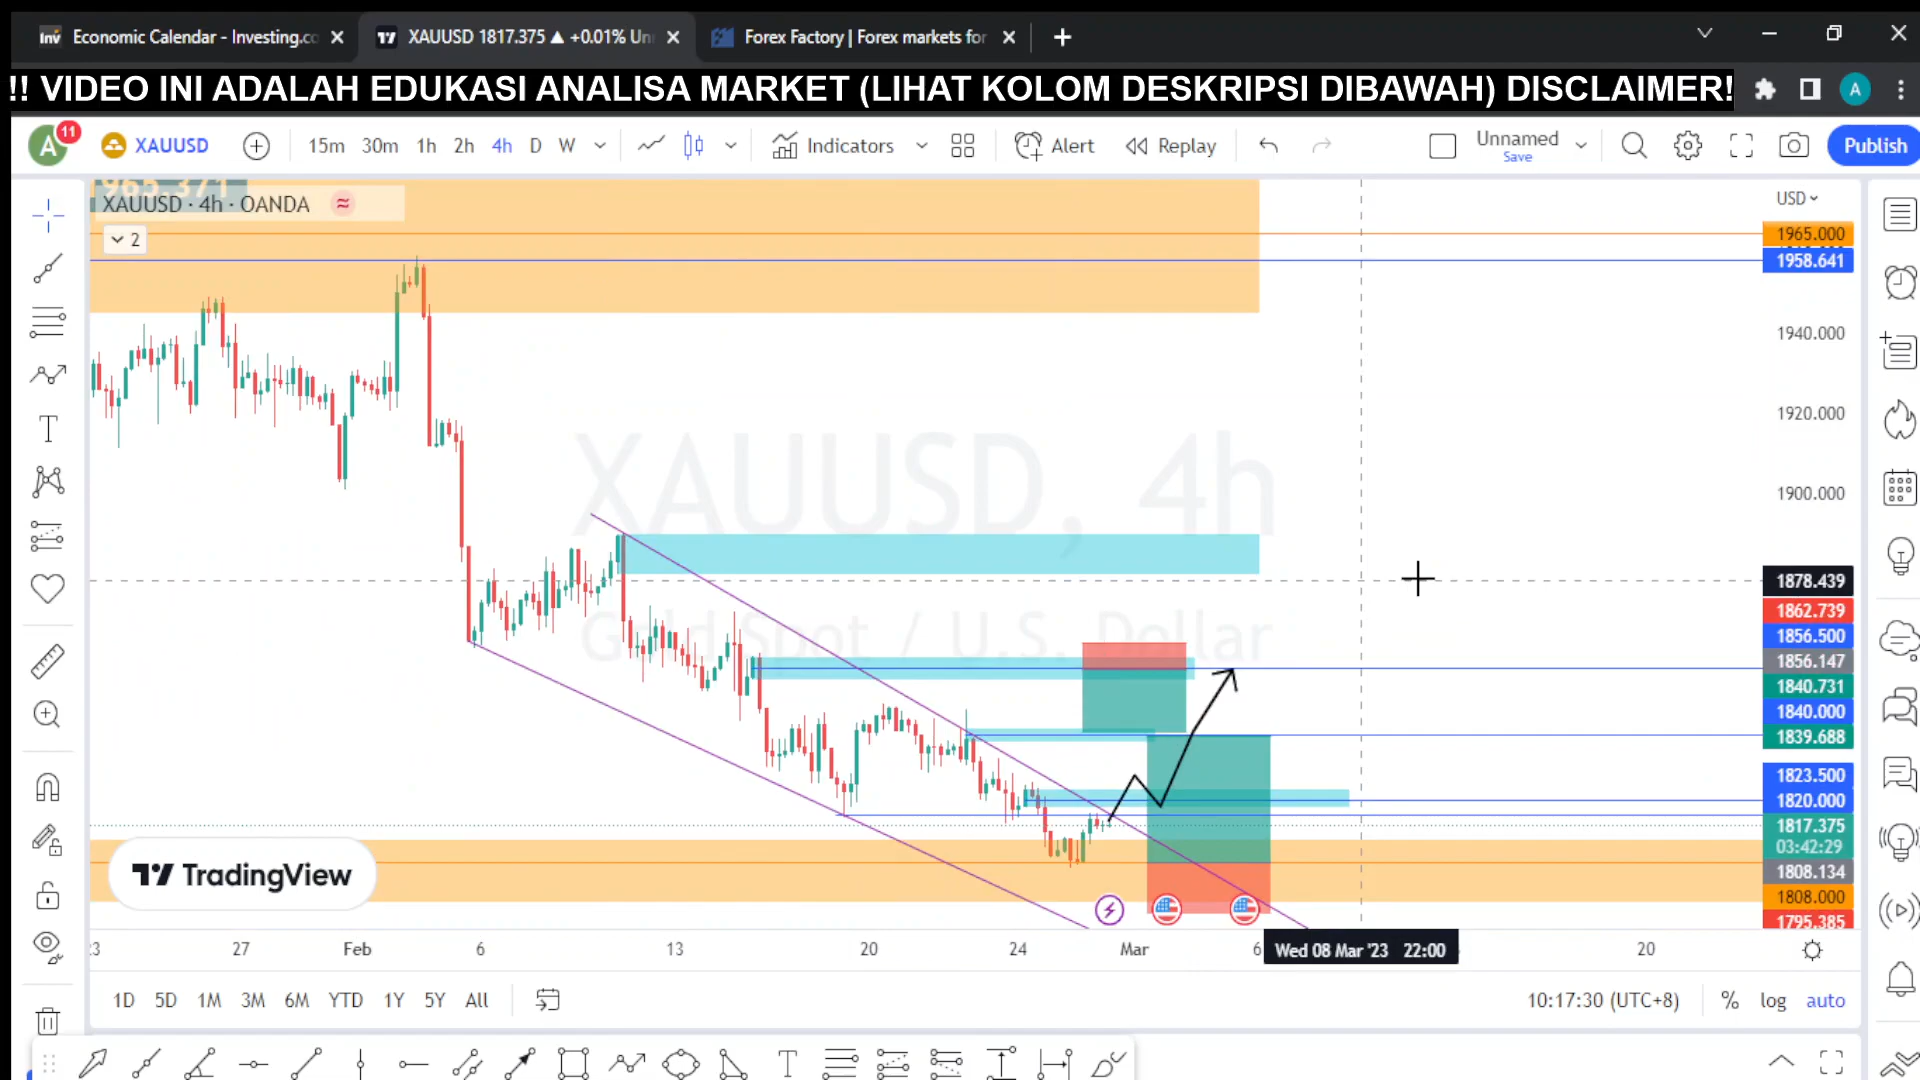 Economic Calendar - Investing.co
XAUUSD 1817.375 ▲ +0.01% Un
Forex Factory | Forex markets for
!! VIDEO INI ADALAH EDUKASI ANALISA MARKET (LIHAT KOLOM DESKRIPSI DIBAWAH) DISCLAIMER!
A
A 11
XAUUSD
15m 30m 1h 2h 4h D W
Indicators
Alert
Replay
Unnamed
Save
Publish
965.371
XAUUSD · 4h · OANDA
2
USD
1965.000
1958.641
1940.000
1920.000
1900.000
XAUUSD, 4h
Gold Spot / U.S. Dollar
1878.439
1862.739
1856.500
1856.147
1840.731
1840.000
1839.688
1823.500
1820.000
1817.375
03:42:29
1808.134
1808.000
1795.385
TradingView
23 27 Feb 6 13 20 24 Mar 6 Wed 08 Mar '23 22:00 20
1D 5D 1M 3M 6M YTD 1Y 5Y All
10:17:30 (UTC+8) % log auto